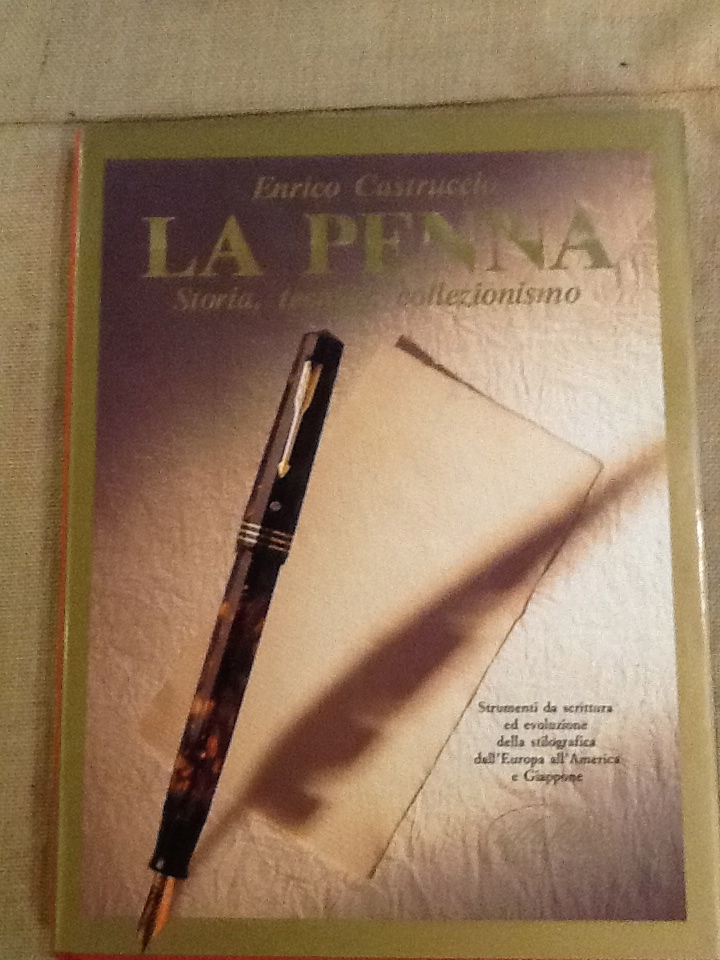 Enrico Castruccio
LA PENNA
Storia, collezionismo
Strumenti da scrittura
ed evoluzione
della stilografica
dall'Europa all'America
e Giappone